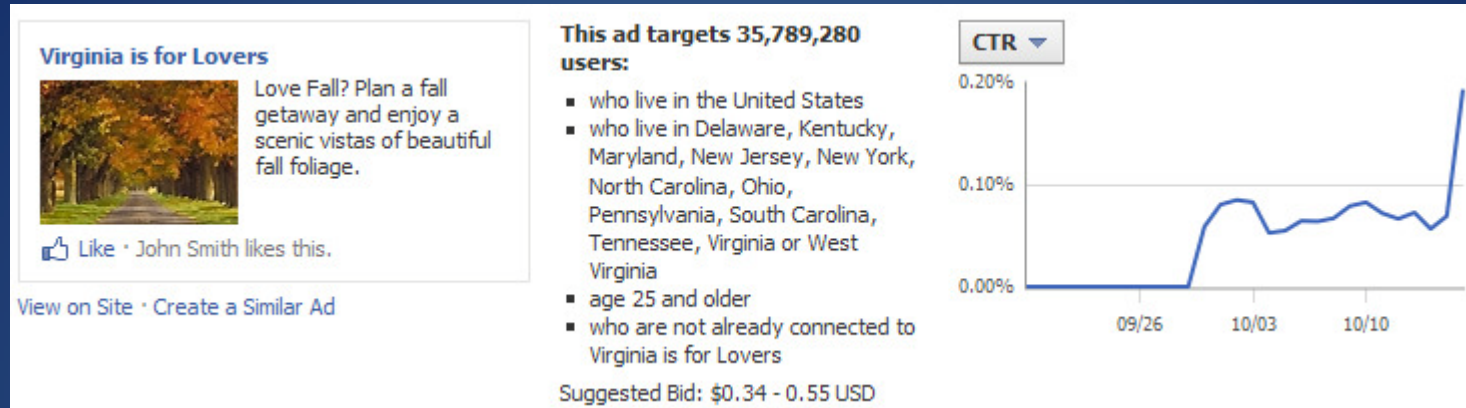 Virginia is for Lovers
Love Fall? Plan a fall
getaway and enjoy a
scenic vistas of beautiful
fall foliage.
Like · John Smith likes this.
View on Site · Create a Similar Ad
This ad targets 35,789,280
users:
▪ who live in the United States
▪ who live in Delaware, Kentucky,
Maryland, New Jersey, New York,
North Carolina, Ohio,
Pennsylvania, South Carolina,
Tennessee, Virginia or West
Virginia
▪ age 25 and older
▪ who are not already connected to
Virginia is for Lovers
Suggested Bid: $0.34 - 0.55 USD
CTR
0.20%
0.10%
0.00%
09/26 10/03 10/10